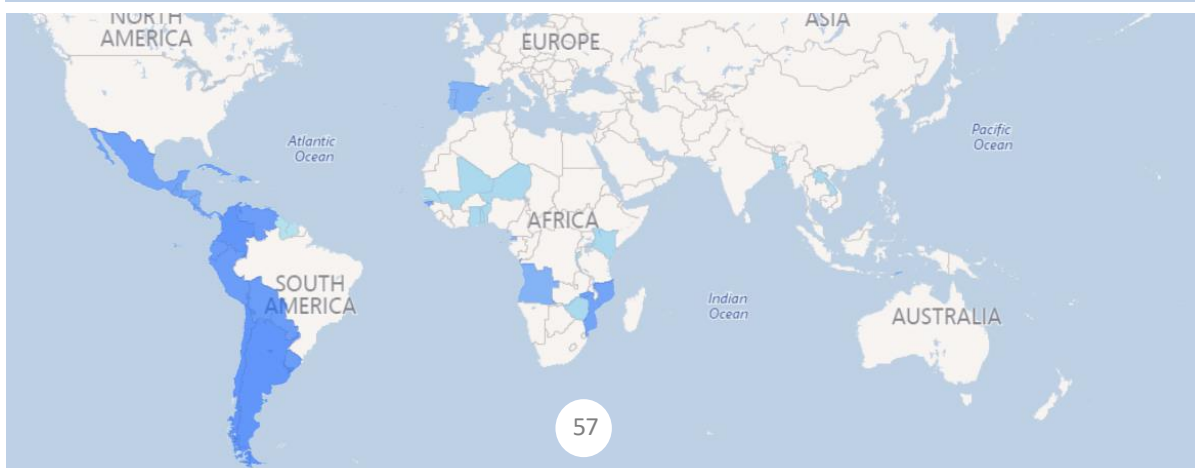 NORTH
AMERICA
ASIA
EUROPE
Atlantic
Ocean
Pacific
Ocean
AFRICA
SOUTH
AMERICA
Indian
Ocean
AUSTRALIA
57